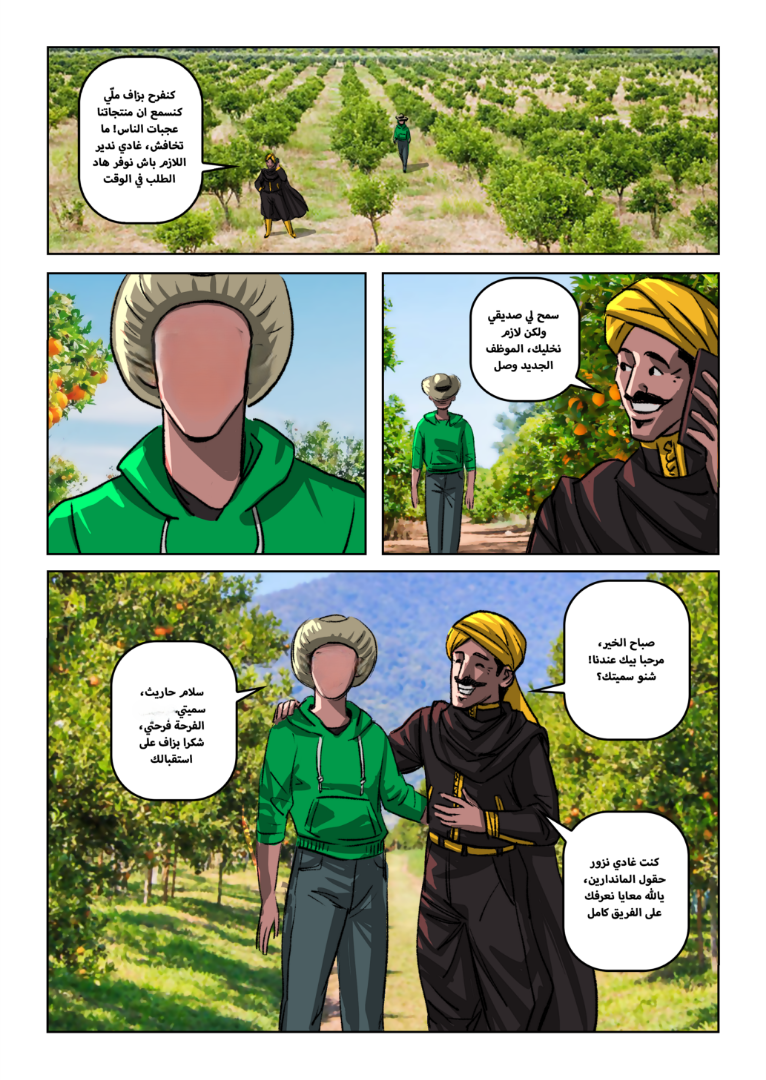 كنفرح بزاف ملّي
كنسمع ان منتجاتنا
عجبات الناس! ما
تخافش، غادي ندير
اللازم باش نوفر هاد
الطلب في الوقت
سمح لي صديقي
ولكن لازم
نخليك، الموظف
الجديد وصل
صباح الخير،
مرحبا بيك عندنا!
شنو سميتك؟
سلام حاريث،
سميتي
الفرحة فرحتي،
شكرا بزاف على
استقبالك
كنت غادي نزور
حقول الماندارين،
يالله معايا نعرفك
على الفريق كامل